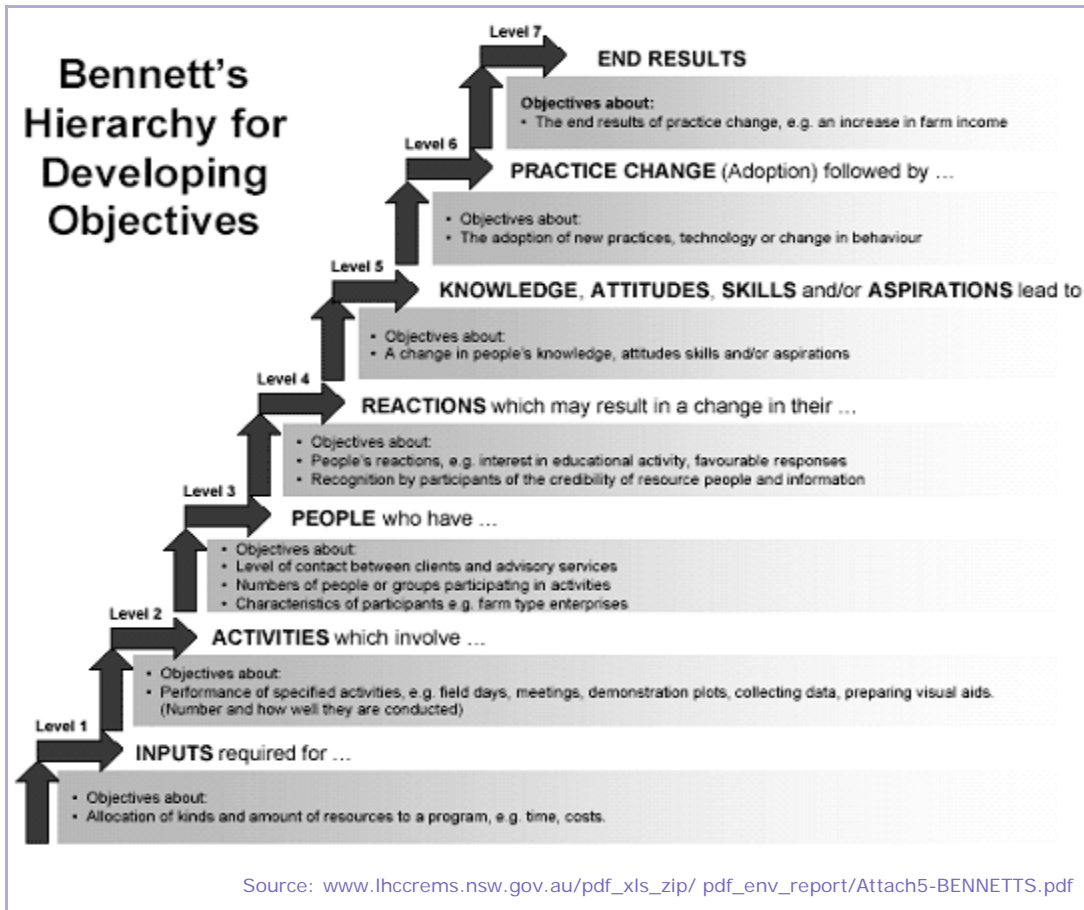 Bennett's
Hierarchy for
Developing
Objectives
Level 7
END RESULTS
Objectives about:
• The end results of practice change, e.g. an increase in farm income
Level 6
PRACTICE CHANGE (Adoption) followed by ...
• Objectives about:
• The adoption of new practices, technology or change in behaviour
Level 5
KNOWLEDGE, ATTITUDES, SKILLS and/or ASPIRATIONS lead to
• Objectives about:
• A change in people's knowledge, attitudes skills and/or aspirations
Level 4
REACTIONS which may result in a change in their ...
• Objectives about:
• People's reactions, e.g. interest in educational activity, favourable responses
• Recognition by participants of the credibility of resource people and information
Level 3
PEOPLE who have ...
• Objectives about:
• Level of contact between clients and advisory services
• Numbers of people or groups participating in activities
• Characteristics of participants e.g. farm type enterprises
Level 2
ACTIVITIES which involve ...
• Objectives about:
• Performance of specified activities, e.g. field days, meetings, demonstration plots, collecting data, preparing visual aids.
(Number and how well they are conducted)
Level 1
INPUTS required for ...
• Objectives about:
• Allocation of kinds and amount of resources to a program, e.g. time, costs.
Source: www.lhccrems.nsw.gov.au/pdf_xls_zip/ pdf_env_report/Attach5-BENNETTS.pdf